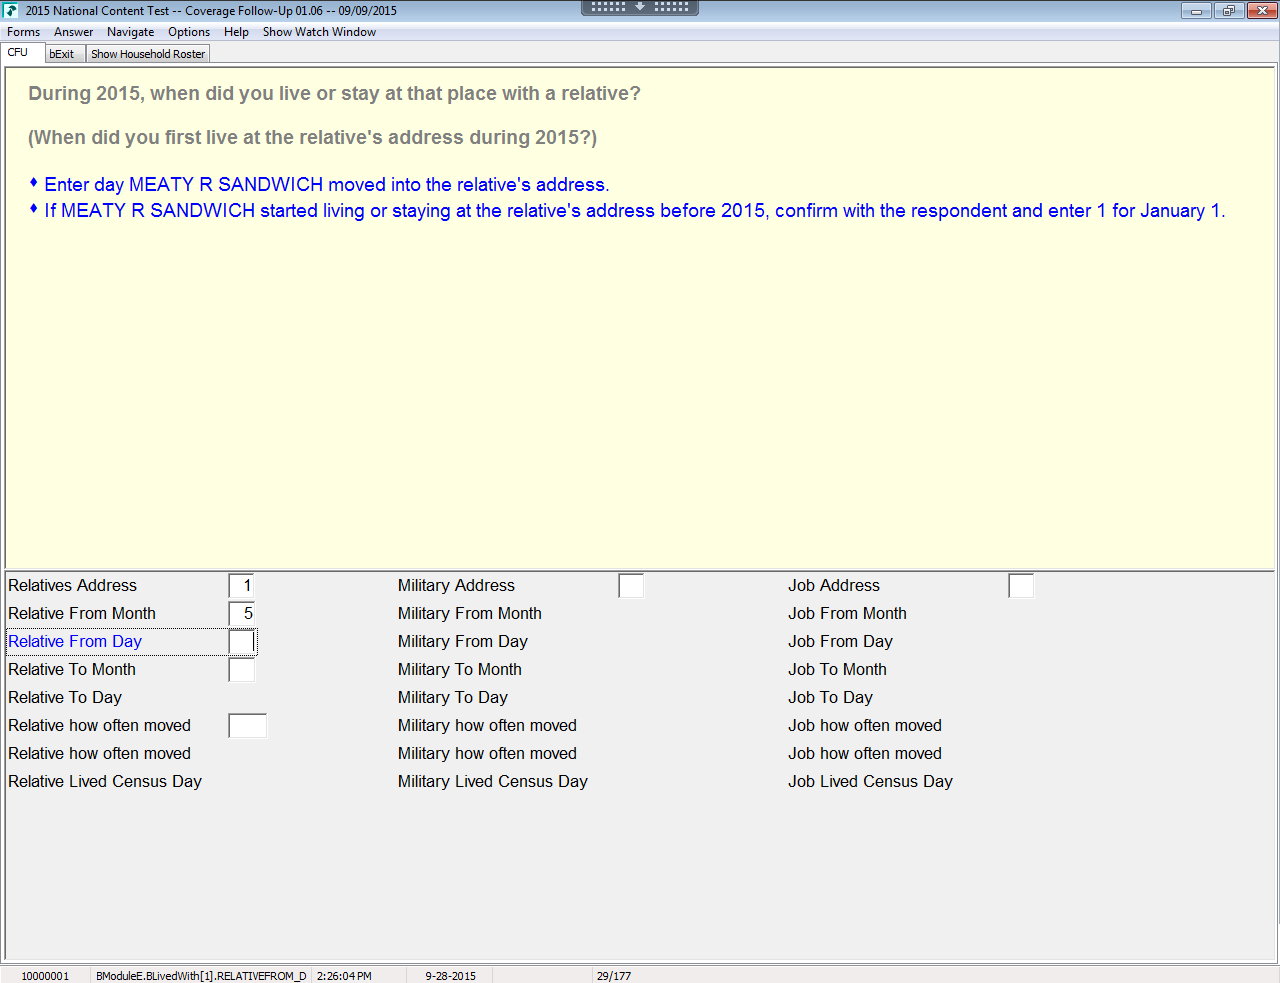 2015 National Content Test -- Coverage Follow-Up 01.06 -- 09/09/2015
Forms Answer Navigate Options Help Show Watch Window
CFU bExit Show Household Roster
During 2015, when did you live or stay at that place with a relative?
(When did you first live at the relative's address during 2015?)
♦ Enter day MEATY R SANDWICH moved into the relative's address.
♦ If MEATY R SANDWICH started living or staying at the relative's address before 2015, confirm with the respondent and enter 1 for January 1.
Relatives Address 1 Military Address Job Address
Relative From Month 5 Military From Month Job From Month
Relative From Day Military From Day Job From Day
Relative To Month Military To Month Job To Month
Relative To Day Military To Day Job To Day
Relative how often moved Military how often moved Job how often moved
Relative how often moved Military how often moved Job how often moved
Relative Lived Census Day Military Lived Census Day Job Lived Census Day
10000001 BModuleE.BLivedWith[1].RELATIVEFROM_D 2:26:04 PM 9-28-2015 29/177